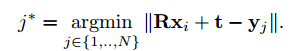 j* = argmin ‖Rx_i + t − y_j‖.
j∈{1,..,N}